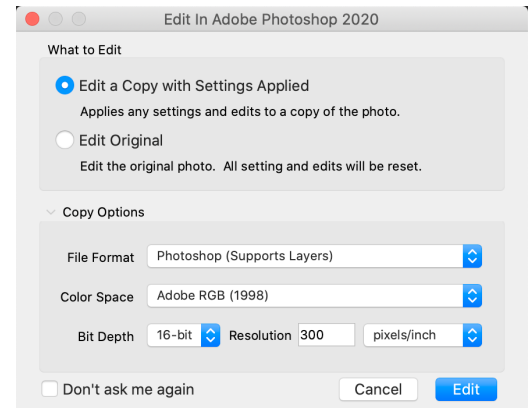 Edit In Adobe Photoshop 2020
What to Edit
Edit a Copy with Settings Applied
Applies any settings and edits to a copy of the photo.
Edit Original
Edit the original photo.  All setting and edits will be reset.
Copy Options
File Format Photoshop (Supports Layers)
Color Space Adobe RGB (1998)
Bit Depth 16-bit Resolution 300 pixels/inch
Don't ask me again Cancel Edit